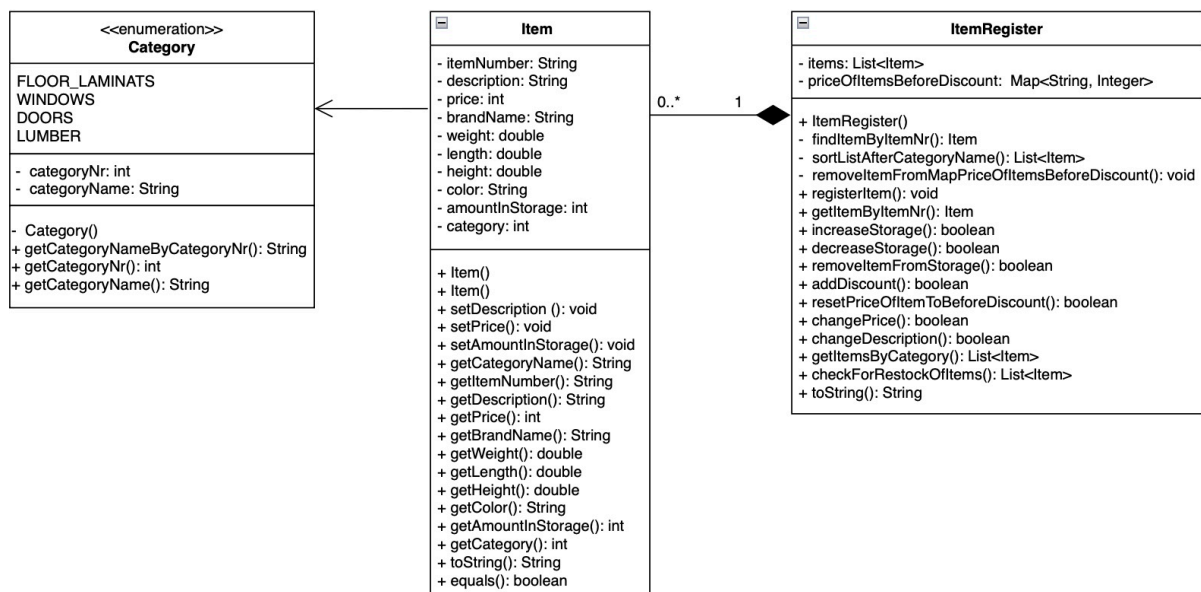 <<enumeration>>
Category
FLOOR_LAMINATS
WINDOWS
DOORS
LUMBER
- categoryNr: int
- categoryName: String
- Category()
+ getCategoryNameByCategoryNr(): String
+ getCategoryNr(): int
+ getCategoryName(): String
Item
- itemNumber: String
- description: String
- price: int
- brandName: String
- weight: double
- length: double
- height: double
- color: String
- amountInStorage: int
- category: int
+ Item()
+ Item()
+ setDescription (): void
+ setPrice(): void
+ setAmountInStorage(): void
+ getCategoryName(): String
+ getItemNumber(): String
+ getDescription(): String
+ getPrice(): int
+ getBrandName(): String
+ getWeight(): double
+ getLength(): double
+ getHeight(): double
+ getColor(): String
+ getAmountInStorage(): int
+ getCategory(): int
+ toString(): String
+ equals(): boolean
0..* 1
ItemRegister
- items: List<Item>
- priceOfItemsBeforeDiscount: Map<String, Integer>
+ ItemRegister()
- findItemByItemNr(): Item
- sortListAfterCategoryName(): List<Item>
- removeItemFromMapPriceOfItemsBeforeDiscount(): void
+ registerItem(): void
+ getItemByItemNr(): Item
+ increaseStorage(): boolean
+ decreaseStorage(): boolean
+ removeItemFromStorage(): boolean
+ addDiscount(): boolean
+ resetPriceOfItemToBeforeDiscount(): boolean
+ changePrice(): boolean
+ changeDescription(): boolean
+ getItemsByCategory(): List<Item>
+ checkForRestockOfItems(): List<Item>
+ toString(): String